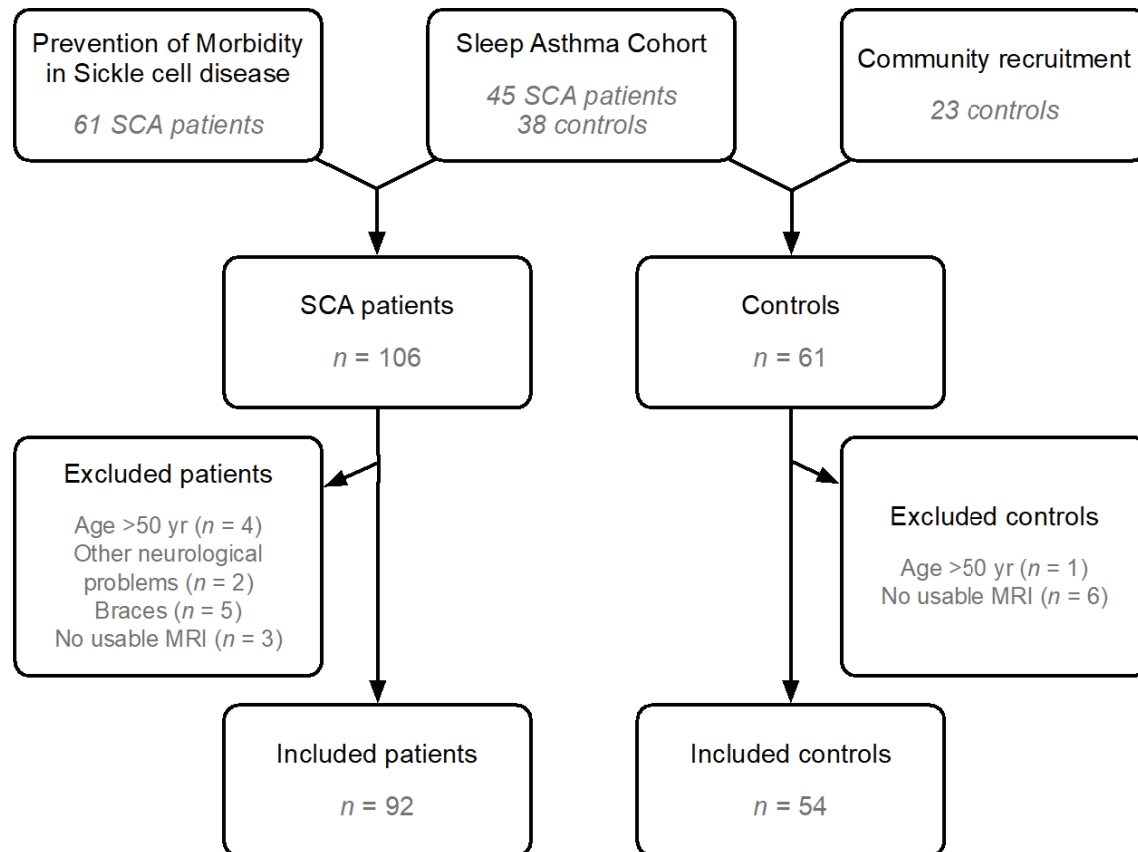 Prevention of Morbidity
in Sickle cell disease
61 SCA patients
Sleep Asthma Cohort
45 SCA patients
38 controls
Community recruitment
23 controls
SCA patients
n = 106
Controls
n = 61
Excluded patients
Age >50 yr (n = 4)
Other neurological
problems (n = 2)
Braces (n = 5)
No usable MRI (n = 3)
Excluded controls
Age >50 yr (n = 1)
No usable MRI (n = 6)
Included patients
n = 92
Included controls
n = 54